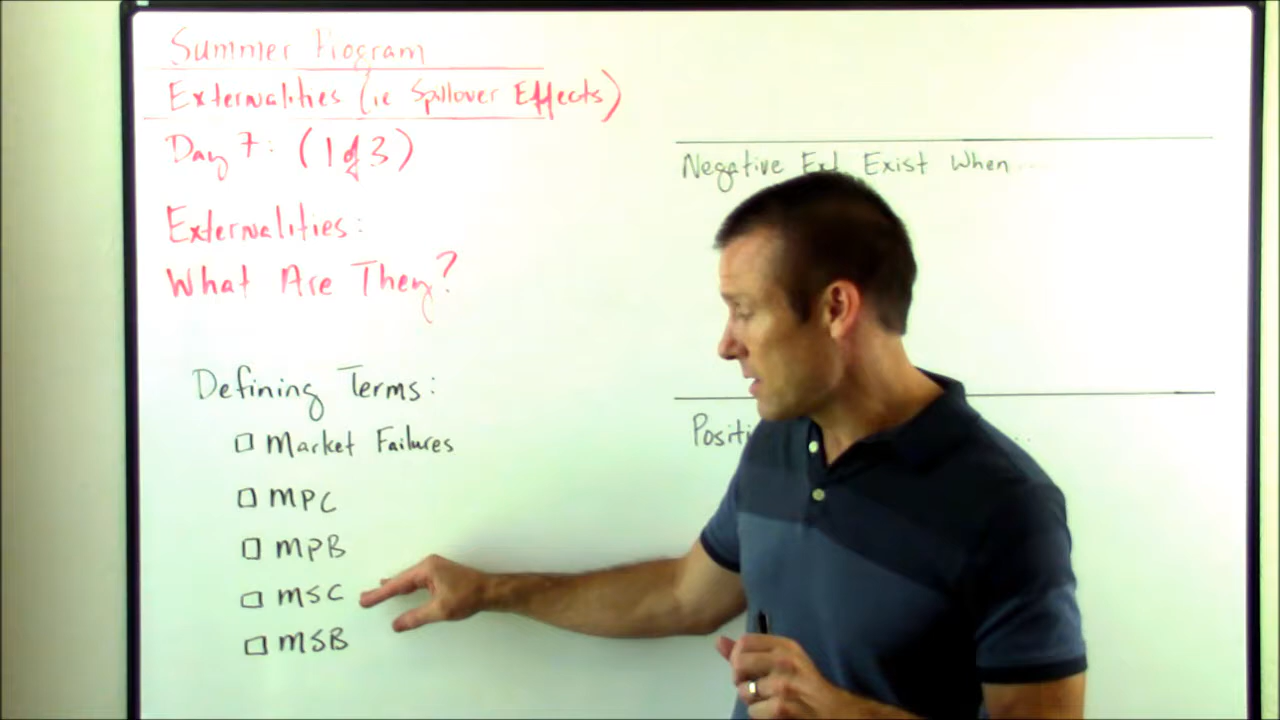 Summer Program
Externalities (ie Spillover Effects)
Day 7: (1 of 3)
Externalities:
What Are They?
Defining Terms:
Market Failures
MPC
MPB
MSC
MSB
Negative Ext. Exist When...
Positi